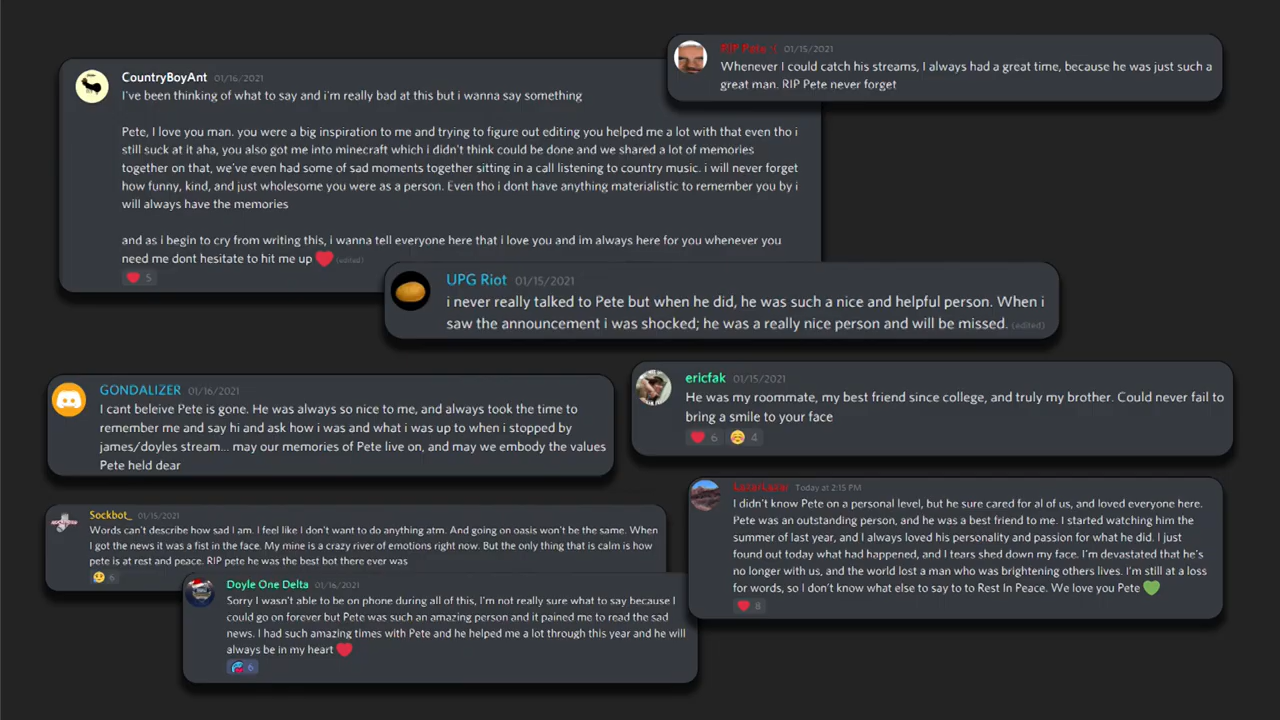 CountryBoyAnt 01/16/2021
I've been thinking of what to say and i'm really bad at this but i wanna say something
Pete, I love you man. you were a big inspiration to me and trying to figure out editing you helped me a lot with that even tho i
still suck at it aha, you also got me into minecraft which i didn't think could be done and we shared a lot of memories
together on that, we've even had some of sad moments together sitting in a call listening to country music. i will never forget
how funny, kind, and just wholesome you were as a person. Even tho i dont have anything materialistic to remember you by i
will always have the memories
and as i begin to cry from writing this, i wanna tell everyone here that i love you and im always here for you whenever you
need me dont hesitate to hit me up ❤️ (edited)
❤️ 5
RIP Pete :( 01/15/2021
Whenever I could catch his streams, I always had a great time, because he was just such a
great man. RIP Pete never forget
UPG Riot 01/15/2021
i never really talked to Pete but when he did, he was such a nice and helpful person. When i
saw the announcement i was shocked; he was a really nice person and will be missed. (edited)
GONDALIZER 01/16/2021
I cant beleive Pete is gone. He was always so nice to me, and always took the time to
remember me and say hi and ask how i was and what i was up to when i stopped by
james/doyles stream... may our memories of Pete live on, and may we embody the values
Pete held dear
ericfak 01/15/2021
He was my roommate, my best friend since college, and truly my brother. Could never fail to
bring a smile to your face
❤️ 6 ☺️ 4
Sockbot_ 01/15/2021
Words can't describe how sad I am. I feel like I don't want to do anything atm. And going on oasis won't be the same. When
I got the news it was a fist in the face. My mine is a crazy river of emotions right now. But the only thing that is calm is how
pete is at rest and peace. RIP pete he was the best bot there ever was
😢 6
Doyle One Delta 01/16/2021
Sorry I wasn't able to be on phone during all of this, I'm not really sure what to say because I
could go on forever but Pete was such an amazing person and it pained me to read the sad
news. I had such amazing times with Pete and he helped me a lot through this year and he will
always be in my heart ❤️
6
Today at 2:15 PM
I didn't know Pete on a personal level, but he sure cared for al of us, and loved everyone here.
Pete was an outstanding person, and he was a best friend to me. I started watching him the
summer of last year, and I always loved his personality and passion for what he did. I just
found out today what had happened, and I tears shed down my face. I'm devastated that he's
no longer with us, and the world lost a man who was brightening others lives. I'm still at a loss
for words, so I don't know what else to say to to Rest In Peace. We love you Pete 💚
❤️ 8